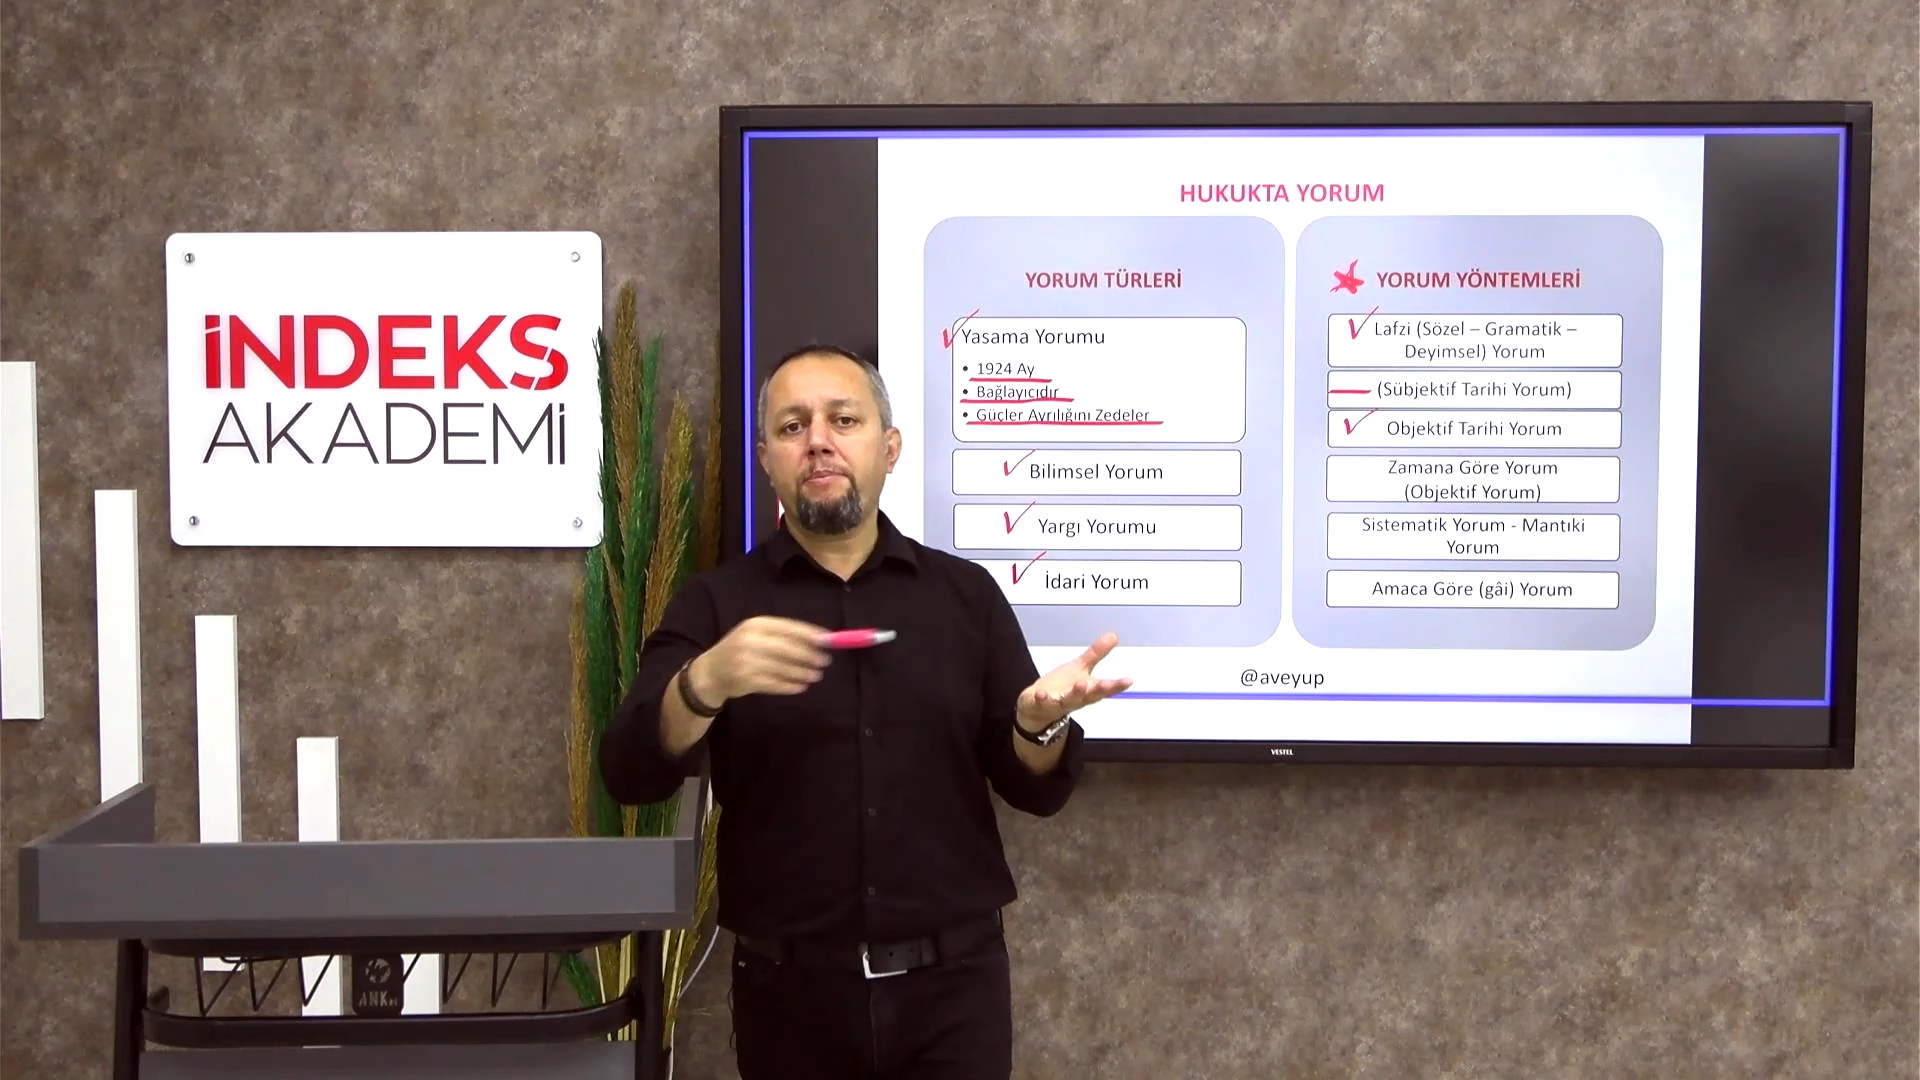 İNDEKS
AKADEMİ
HUKUKTA YORUM
YORUM TÜRLERİ
Yasama Yorumu
• 1924 Ay
• Bağlayıcıdır
• Güçler Ayrılığını Zedeler
Bilimsel Yorum
Yargı Yorumu
İdari Yorum
YORUM YÖNTEMLERİ
Lafzi (Sözel – Gramatik –
Deyimsel) Yorum
(Sübjektif Tarihi Yorum)
Objektif Tarihi Yorum
Zamana Göre Yorum
(Objektif Yorum)
Sistematik Yorum - Mantıki
Yorum
Amaca Göre (gâi) Yorum
@aveyup
VESTEL